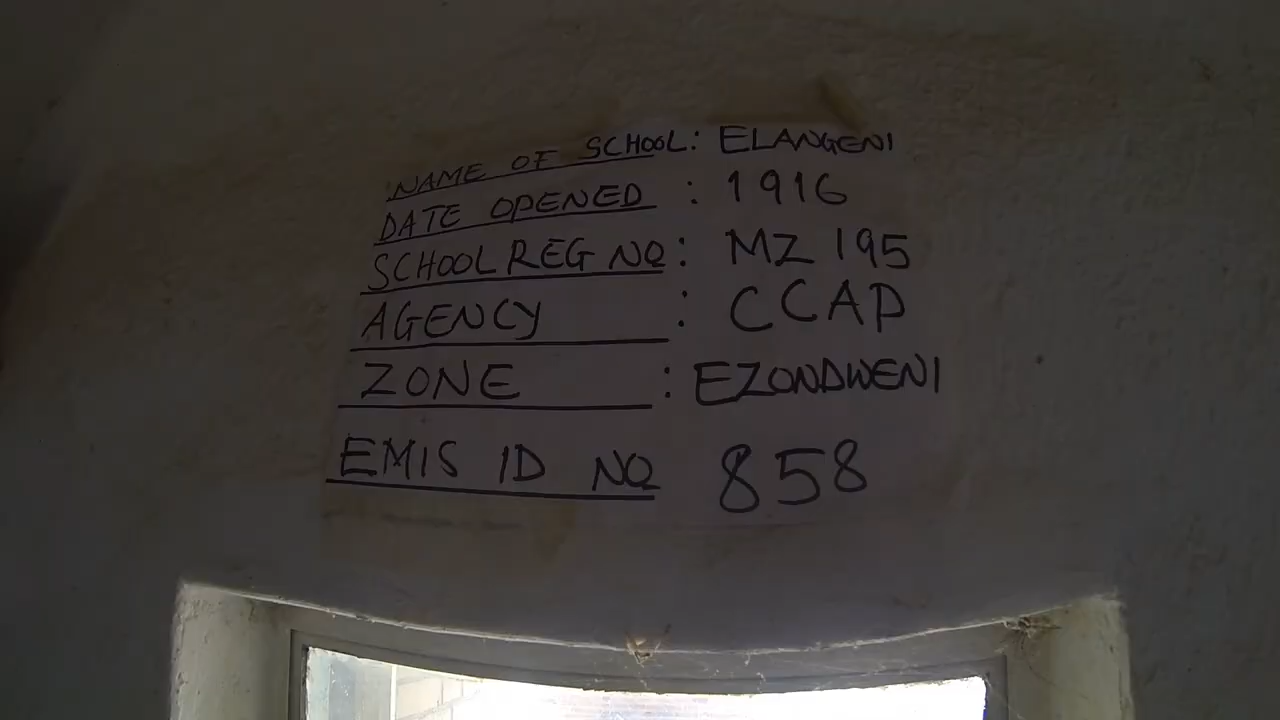 NAME OF SCHOOL: ELANGENI
DATE OPENED : 1916
SCHOOL REG NO: MZ 195
AGENCY : CCAP
ZONE : EZONDWENI
EMIS ID NO 858